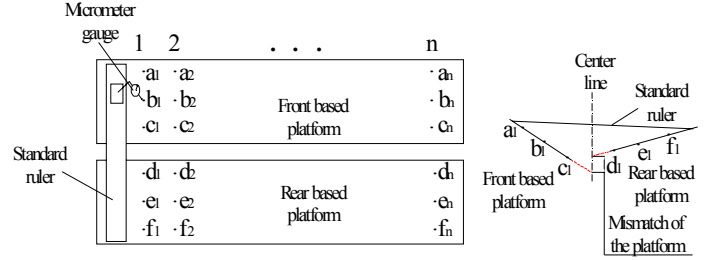 Micrometer
gauge
1 2 . . . n
·a1 ·a2 ·an
·b1 ·b2 ·bn
·c1 ·c2 ·cn
Front based
platform
Standard
ruler
·d1 ·d2 ·dn
·e1 ·e2 ·en
·f1 ·f2 ·fn
Rear based
platform
Center
line
Standard
ruler
a1
b1
c1
d1
e1
f1
Front based
platform
Rear based
platform
Mismatch of
the platform